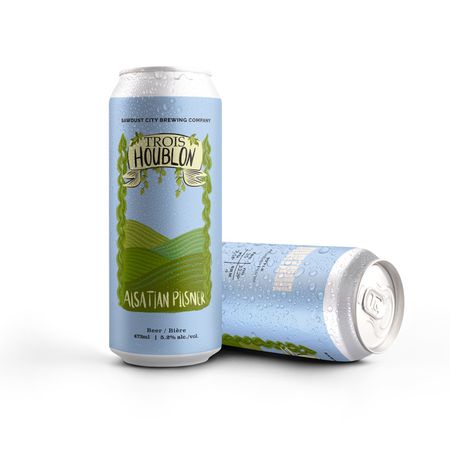 SAWDUST CITY BREWING COMPANY
TROIS
HOUBLON
ALSATIAN PILSNER
Beer / Bière
473ml | 5.2% alc./vol.